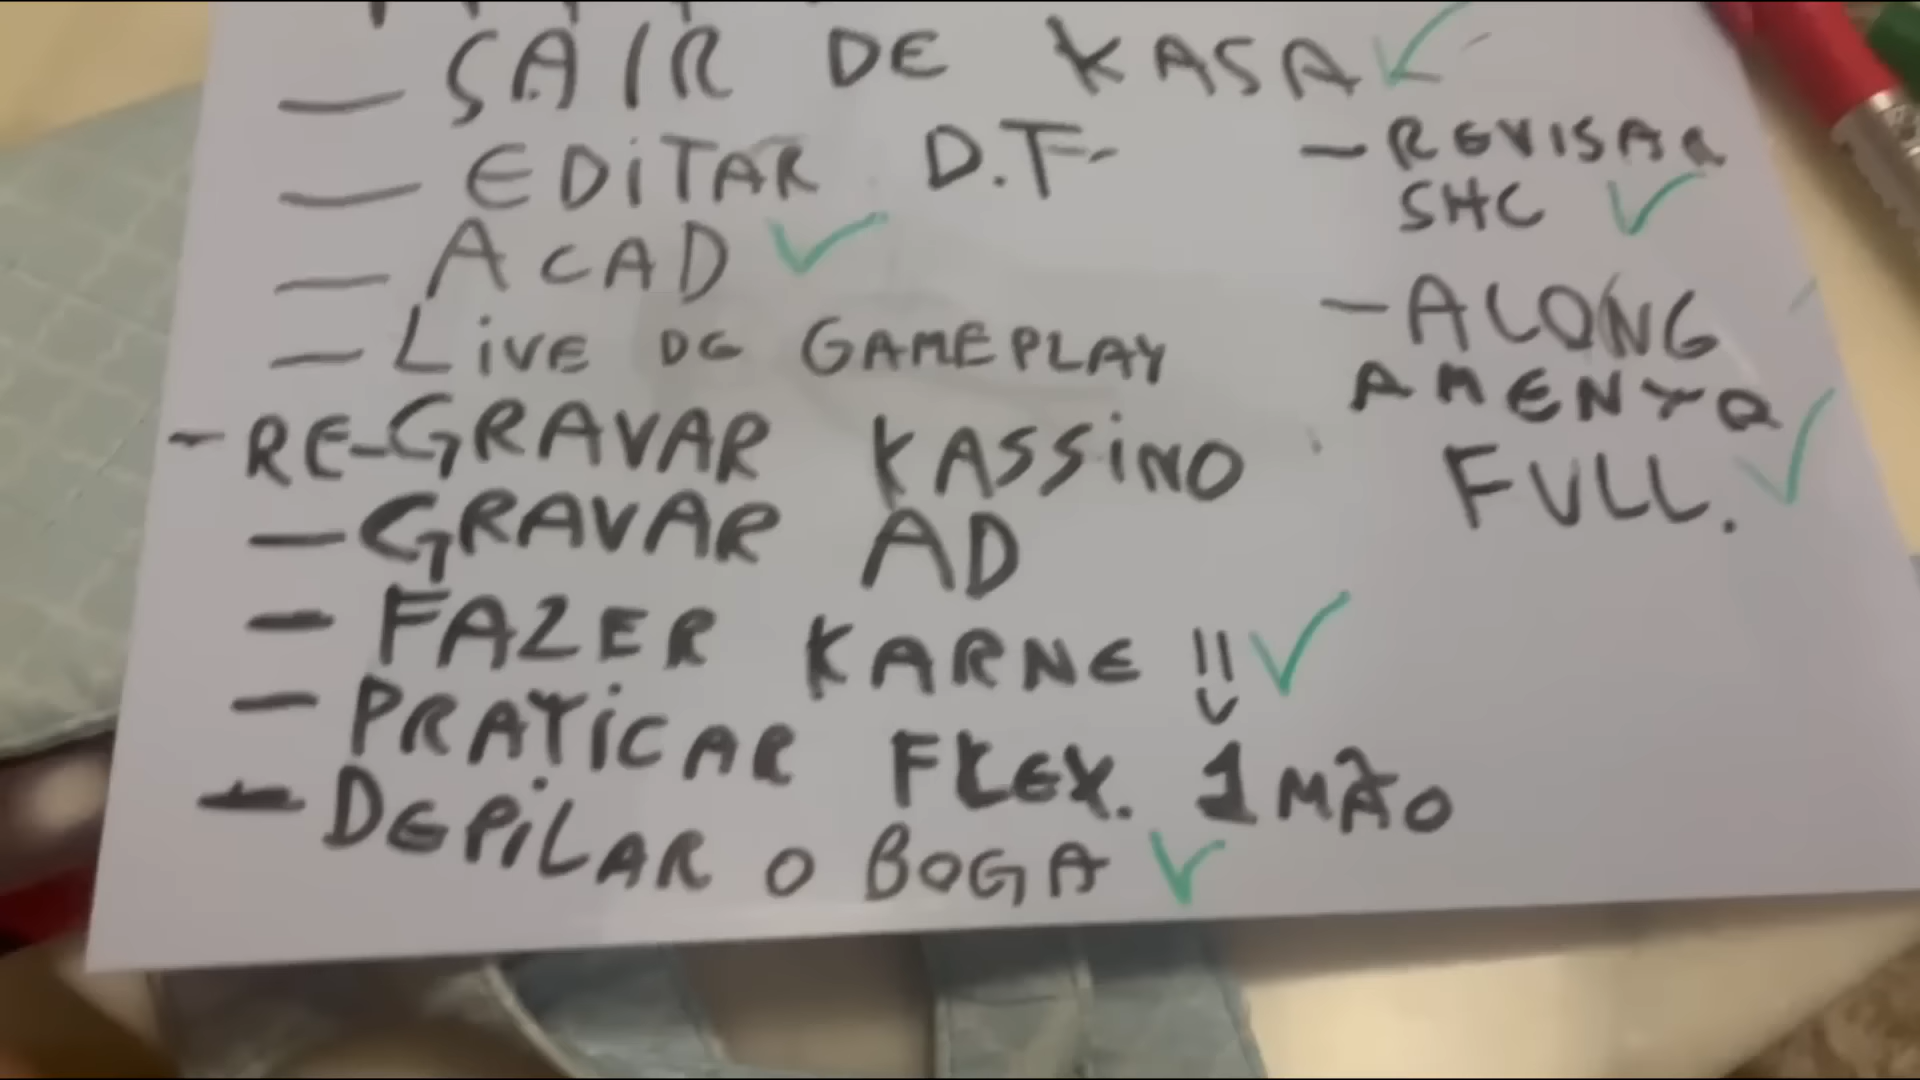 — SAIR DE KASA ✓
— EDITAR D.T-
— ACAD ✓
— LIVE DE GAMEPLAY
- RE-GRAVAR KASSINO
— GRAVAR AD
— FAZER KARNE !! ✓
— PRATICAR FLEX. 1 MÃO
— DEPILAR O BOGA ✓
— REVISAR
SHC ✓
— ALONG
AMENTO
FULL. ✓